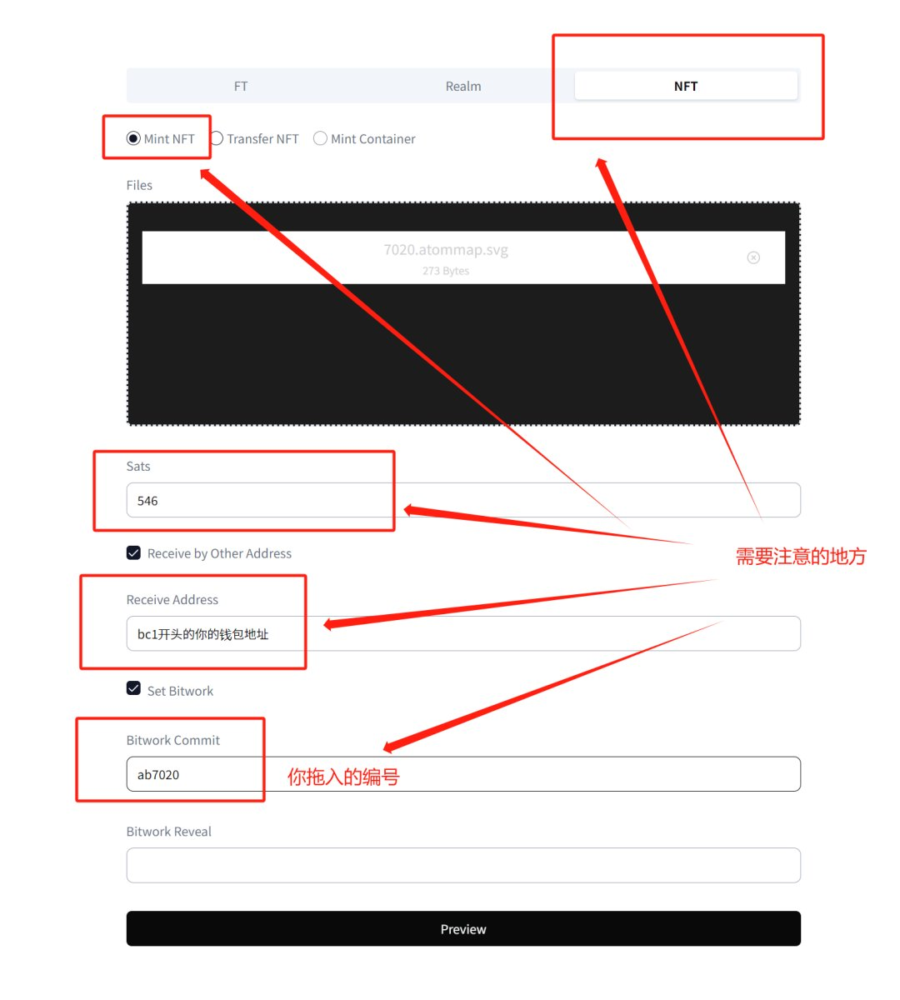 FT
Realm
NFT
Mint NFT
Transfer NFT
Mint Container
Files
7020.atommap.svg
273 Bytes
Sats
546
Receive by Other Address
需要注意的地方
Receive Address
bc1开头的你的钱包地址
Set Bitwork
Bitwork Commit
ab7020
你拖入的编号
Bitwork Reveal
Preview